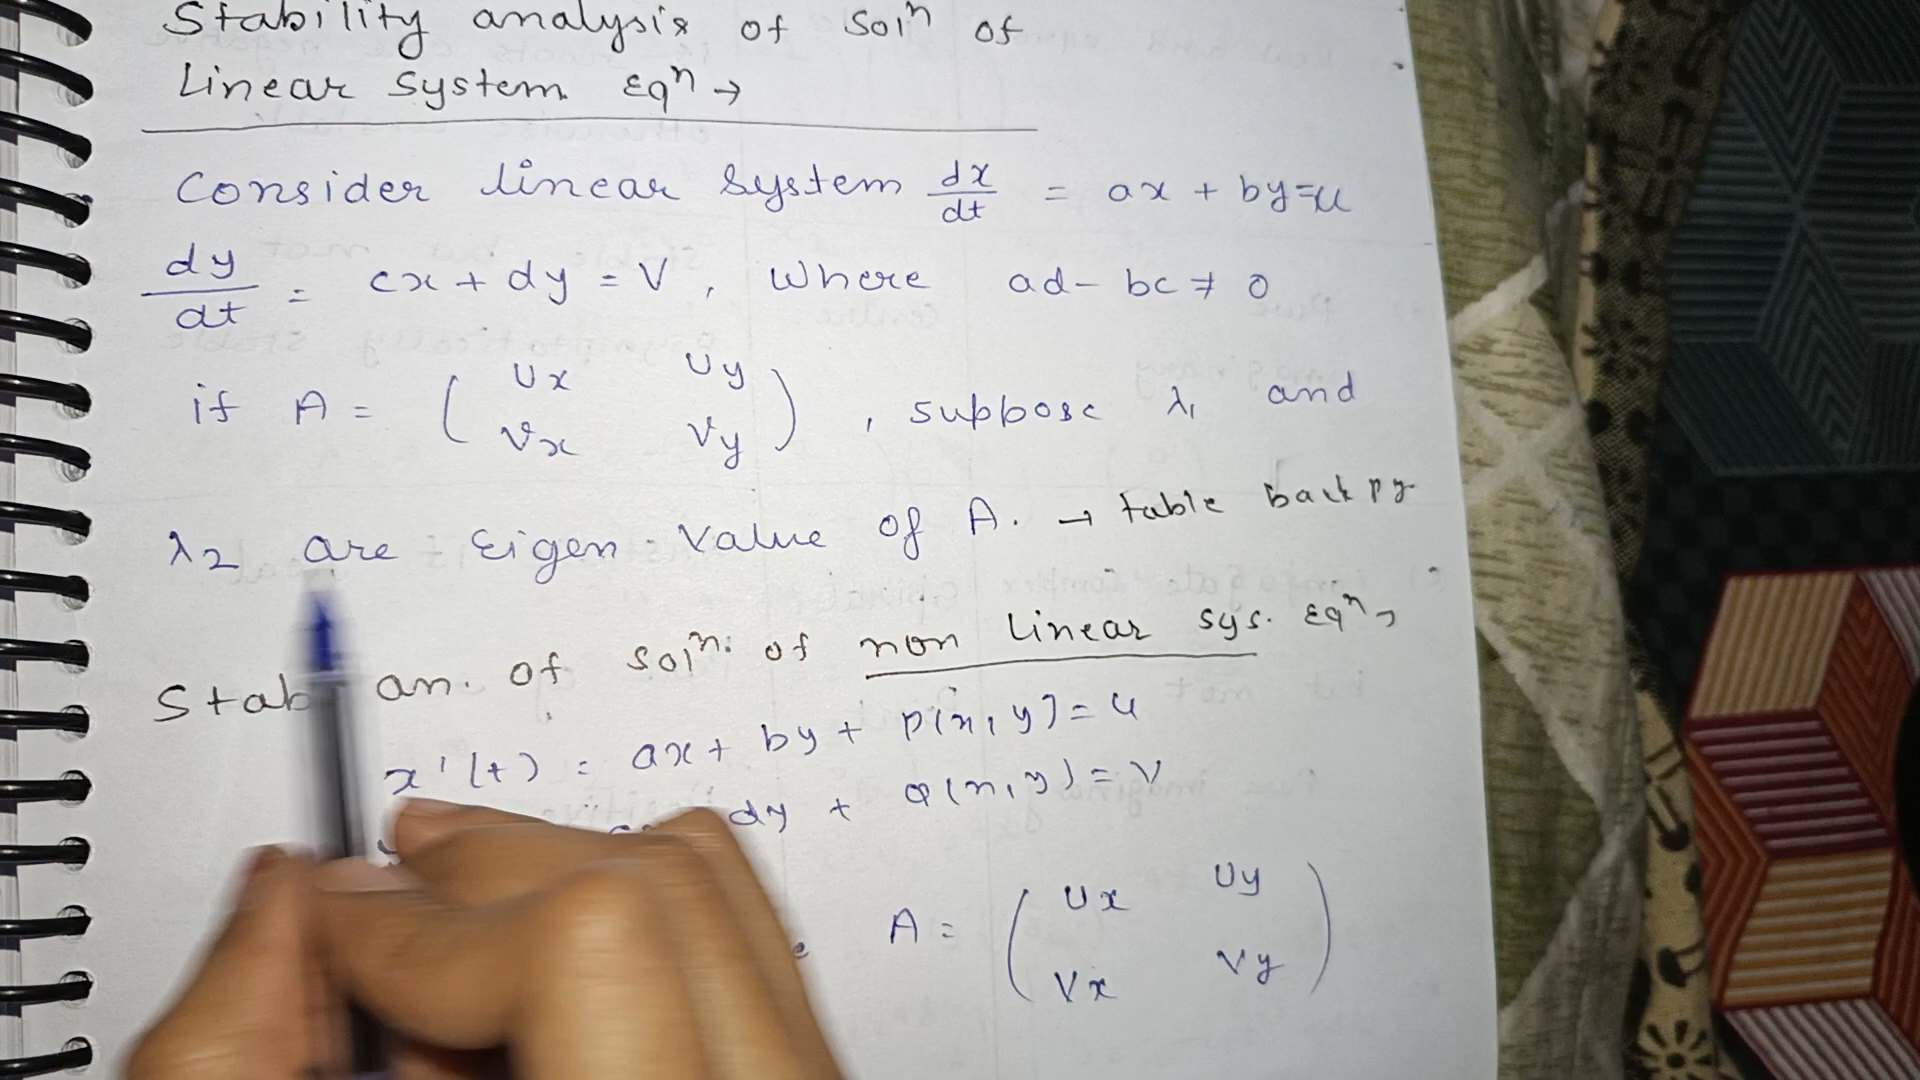 Stability analysis of solⁿ of
Linear system Eqⁿ →
Consider linear system dx/dt = ax + by = u
dy/dt = cx + dy = v, where ad - bc ≠ 0
if A = ( Ux Uy
Vx Vy ), suppose λ1 and
λ2 are Eigen value of A. → table back pg
Stab an. of solⁿ. of non linear sys. Eqⁿ →
x'(t) = ax + by + P(x,y) = u
dy + Q(x,y) = v
A = ( Ux Uy
Vx Vy )